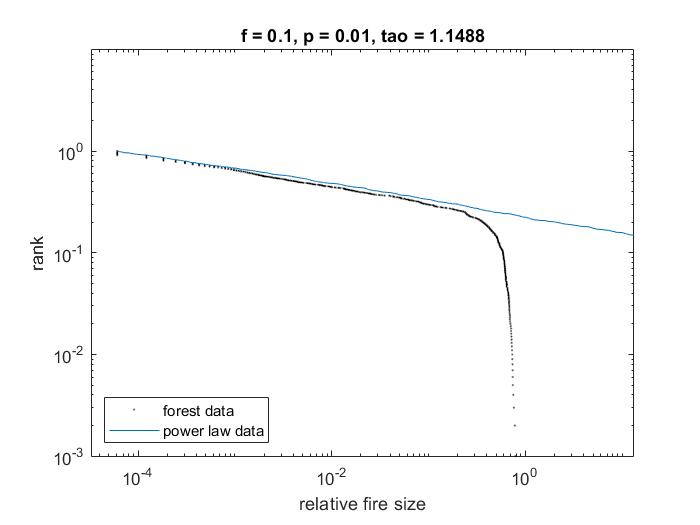 f = 0.1, p = 0.01, tao = 1.1488
10^0
10^-1
10^-2
10^-3
rank
forest data
power law data
10^-4
10^-2
10^0
relative fire size